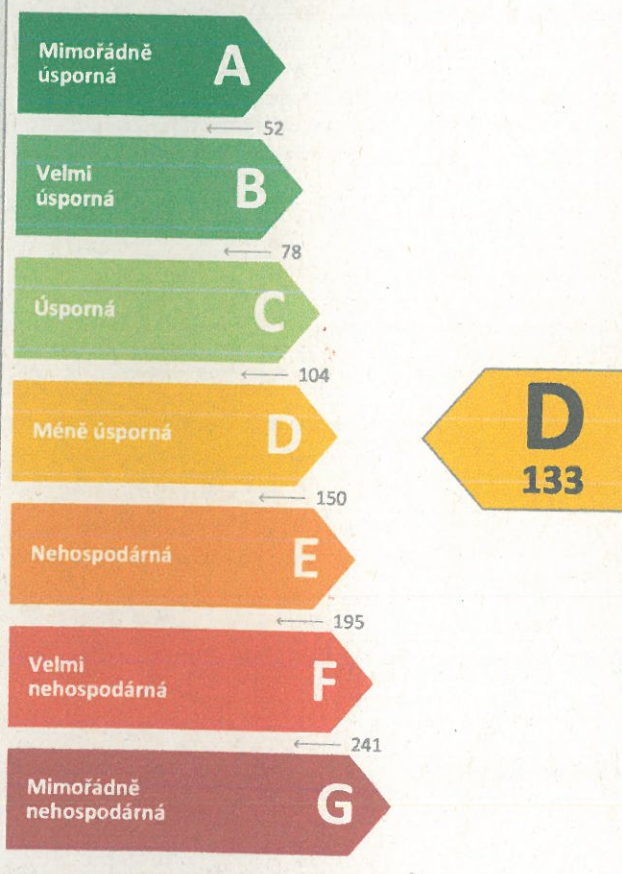 Mimořádně
úsporná
A
← 52
Velmi
úsporná
B
← 78
Úsporná
C
← 104
Méně úsporná
D
← 150
D
133
Nehospodárná
E
← 195
Velmi
nehospodárná
F
← 241
Mimořádně
nehospodárná
G